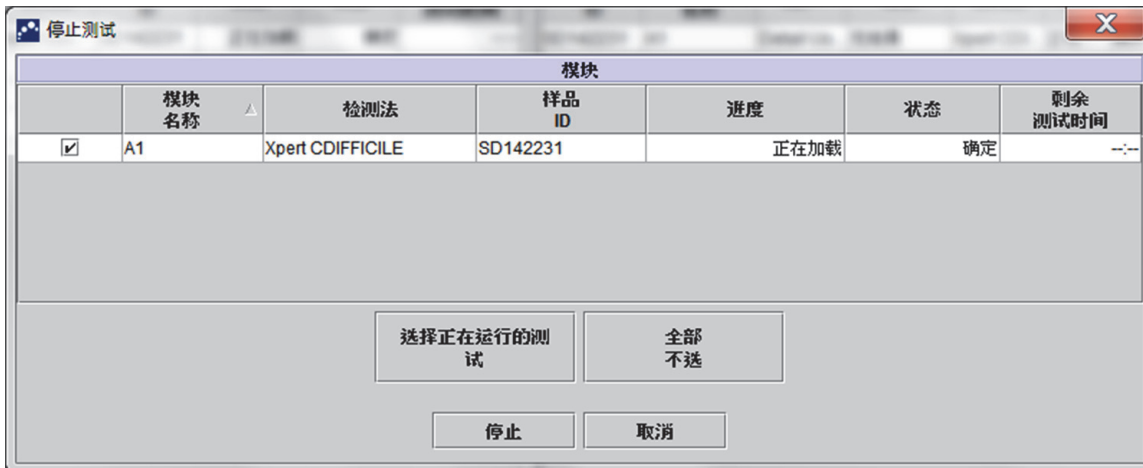 停止测试
模块
模块
名称
检测法
样品
ID
进度
状态
剩余
测试时间
A1
Xpert CDIFFICILE
SD142231
正在加载
确定
--:--
选择正在运行的测
试
全部
不选
停止
取消